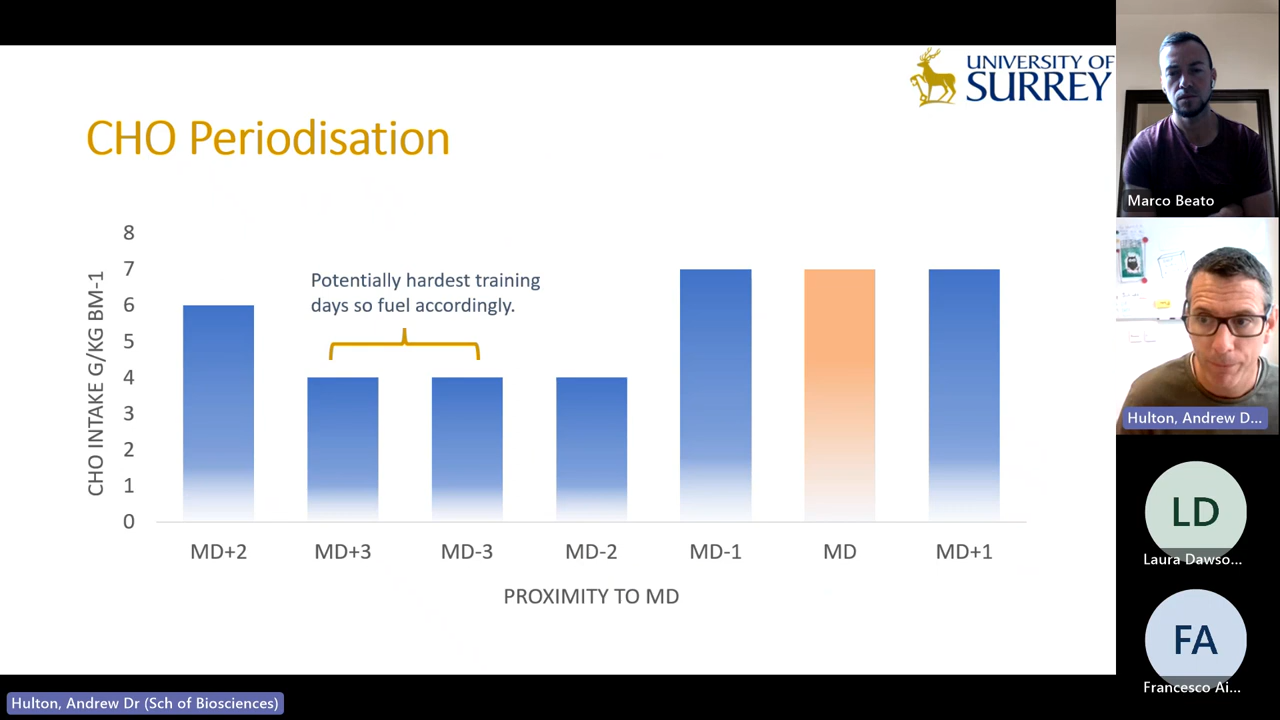 UNIVERSITY OF
SURREY
CHO Periodisation
8
7
6
5
4
3
2
1
0
CHO INTAKE G/KG BM-1
Potentially hardest training
days so fuel accordingly.
MD+2
MD+3
MD-3
MD-2
MD-1
MD
MD+1
PROXIMITY TO MD
Marco Beato
Hulton, Andrew D...
LD
Laura Dawso...
FA
Francesco Ai...
Hulton, Andrew Dr (Sch of Biosciences)